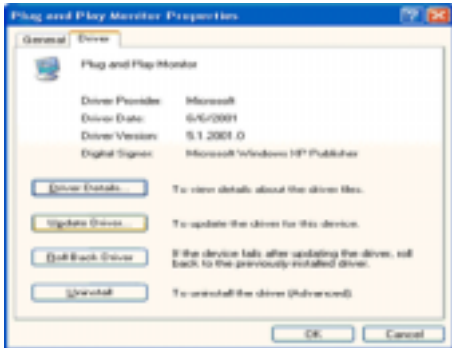 Plug and Play Monitor Properties
General Driver
Plug and Play Monitor
Driver Provider: Microsoft
Driver Date: 6/6/2001
Driver Version: 5.1.2001.0
Digital Signer: Microsoft Windows XP Publisher
Driver Details... To view details about the driver files.
Update Driver... To update the driver for this device.
Roll Back Driver If the device fails after updating the driver, roll
back to the previously installed driver.
Uninstall To uninstall the driver (Advanced).
OK Cancel